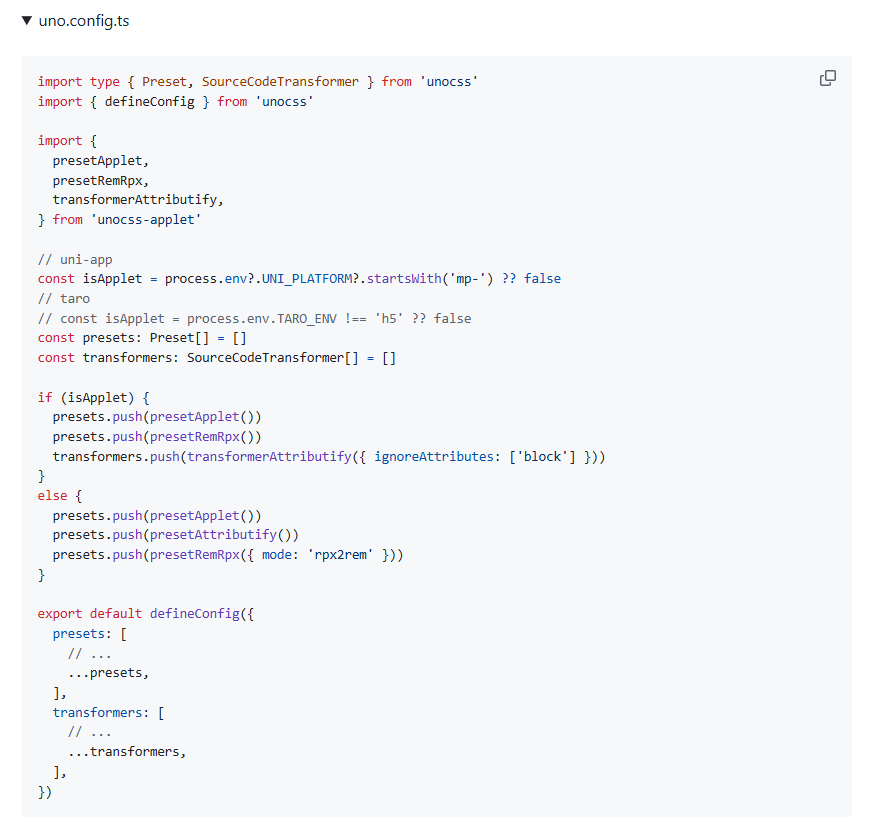 ▼ uno.config.ts
import type { Preset, SourceCodeTransformer } from 'unocss'
import { defineConfig } from 'unocss'

import {
  presetApplet,
  presetRemRpx,
  transformerAttributify,
} from 'unocss-applet'

// uni-app
const isApplet = process.env?.UNI_PLATFORM?.startsWith('mp-') ?? false
// taro
// const isApplet = process.env.TARO_ENV !== 'h5' ?? false
const presets: Preset[] = []
const transformers: SourceCodeTransformer[] = []

if (isApplet) {
  presets.push(presetApplet())
  presets.push(presetRemRpx())
  transformers.push(transformerAttributify({ ignoreAttributes: ['block'] }))
}
else {
  presets.push(presetApplet())
  presets.push(presetAttributify())
  presets.push(presetRemRpx({ mode: 'rpx2rem' }))
}

export default defineConfig({
  presets: [
    // ...
    ...presets,
  ],
  transformers: [
    // ...
    ...transformers,
  ],
})